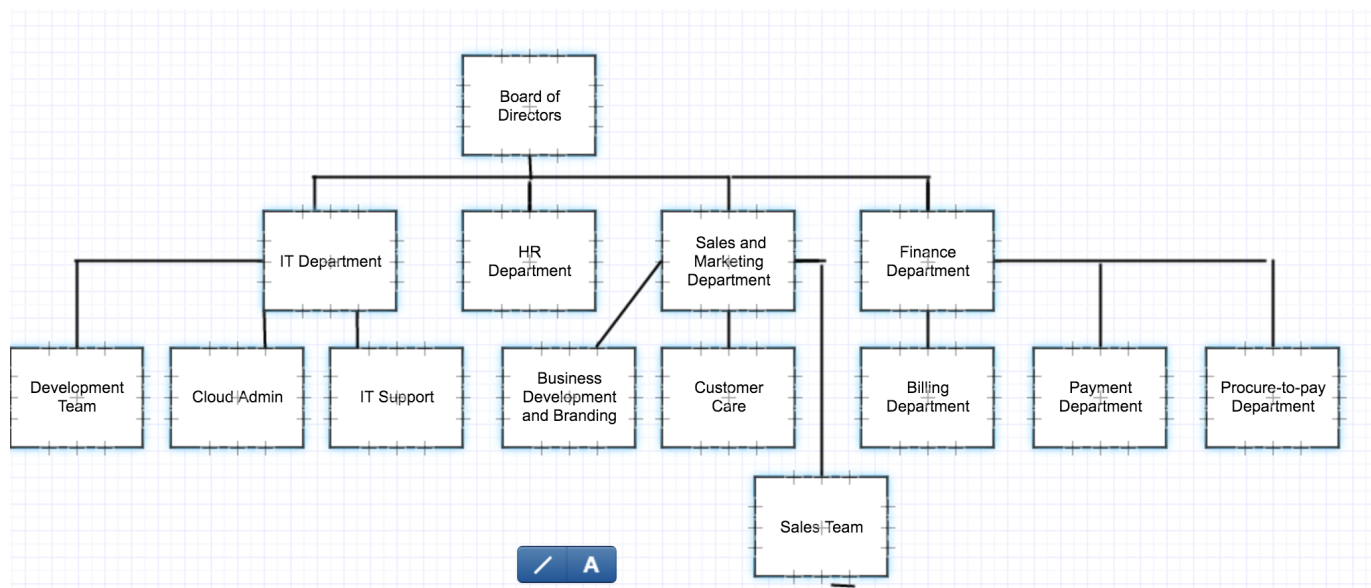 Board of
Directors
IT Department
HR
Department
Sales and
Marketing
Department
Finance
Department
Development
Team
Cloud Admin
IT Support
Business
Development
and Branding
Customer
Care
Billing
Department
Payment
Department
Procure-to-pay
Department
Sales Team
A